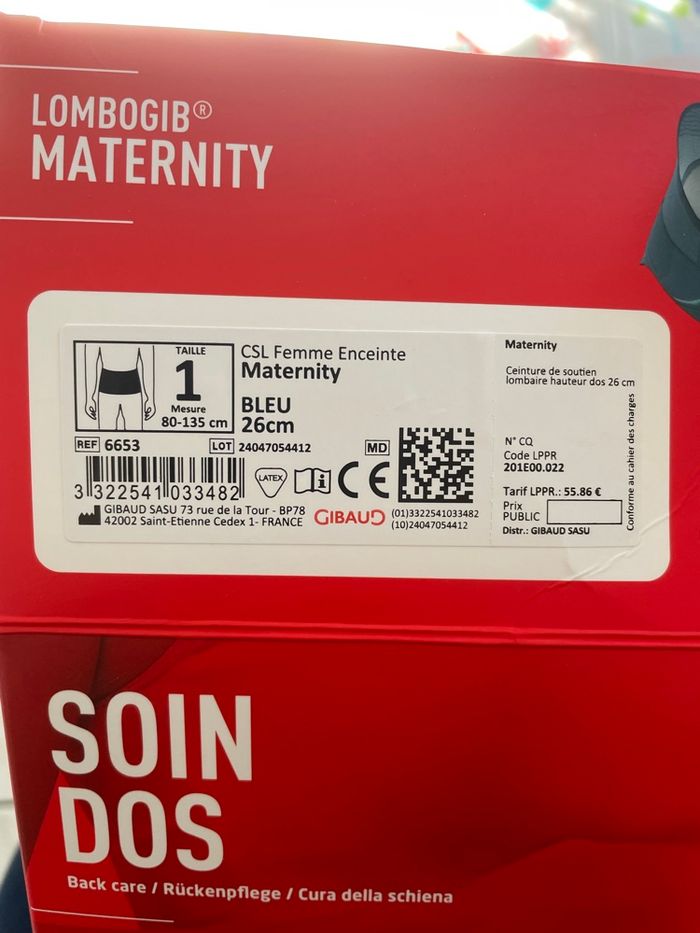 LOMBOGIB®
MATERNITY
TAILLE
1
Mesure
80-135 cm
CSL Femme Enceinte
Maternity
BLEU
26cm
REF 6653
LOT 24047054412
MD
3 322541 033482
LATEX
CE
GIBAUD SASU 73 rue de la Tour - BP78
42002 Saint-Etienne Cedex 1- FRANCE
GIBAUD
(01)3322541033482
(10)24047054412
Maternity
Ceinture de soutien
lombaire hauteur dos 26 cm
N° CQ
Code LPPR
201E00.022
Tarif LPPR.: 55.86 €
Prix
PUBLIC
Distr.: GIBAUD SASU
Conforme au cahier des charges
SOIN
DOS
Back care / Rückenpflege / Cura della schiena